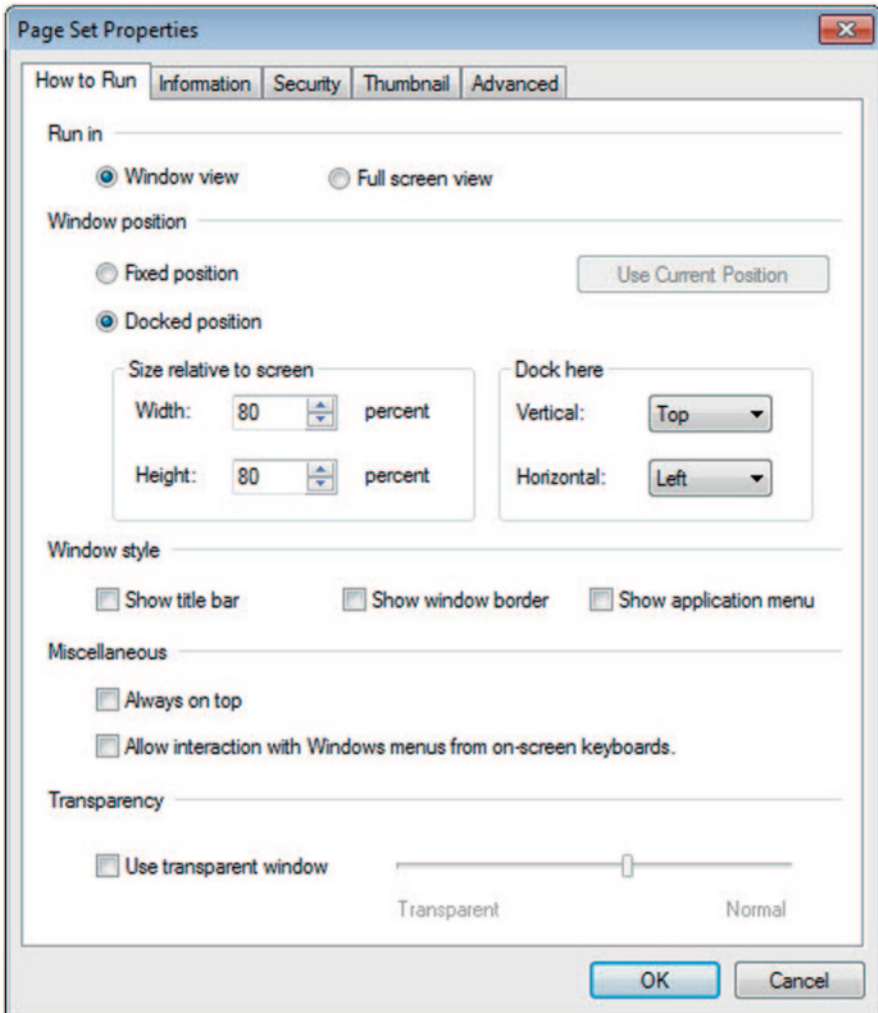 Page Set Properties
How to Run Information Security Thumbnail Advanced
Run in
Window view Full screen view
Window position
Fixed position Use Current Position
Docked position
Size relative to screen Dock here
Width: 80 percent Vertical: Top
Height: 80 percent Horizontal: Left
Window style
Show title bar Show window border Show application menu
Miscellaneous
Always on top
Allow interaction with Windows menus from on-screen keyboards.
Transparency
Use transparent window
Transparent Normal
OK Cancel